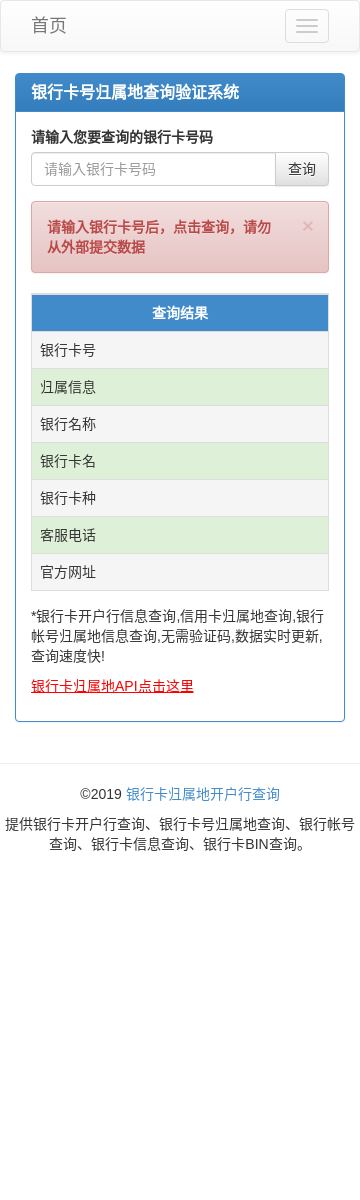 首页
银行卡号归属地查询验证系统
请输入您要查询的银行卡号码
请输入银行卡号码 查询
请输入银行卡号后，点击查询，请勿 ×
从外部提交数据
查询结果
银行卡号
归属信息
银行名称
银行卡名
银行卡种
客服电话
官方网址
*银行卡开户行信息查询,信用卡归属地查询,银行
帐号归属地信息查询,无需验证码,数据实时更新,
查询速度快!
银行卡归属地API点击这里
©2019 银行卡归属地开户行查询
提供银行卡开户行查询、银行卡号归属地查询、银行帐号
查询、银行卡信息查询、银行卡BIN查询。